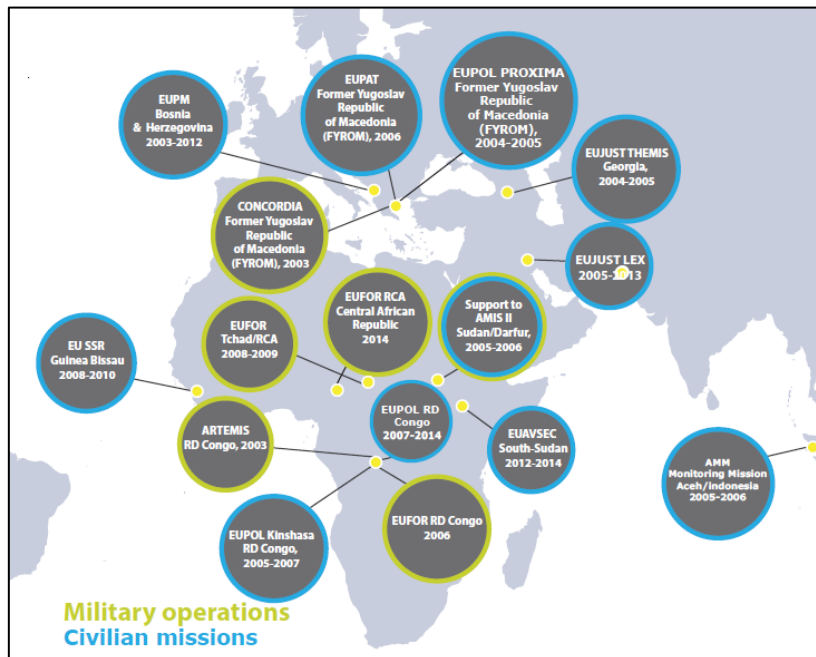 EUPM
Bosnia
& Herzegovina
2003-2012
EUPAT
Former Yugoslav
Republic
of Macedonia
(FYROM), 2006
EUPOL PROXIMA
Former Yugoslav
Republic
of Macedonia
(FYROM),
2004-2005
EUJUST THEMIS
Georgia,
2004-2005
CONCORDIA
Former Yugoslav
Republic
of Macedonia
(FYROM), 2003
EUJUST LEX
2005-2013
EUFOR RCA
Central African
Republic
2014
Support to
AMIS II
Sudan/Darfur,
2005-2006
EUFOR
Tchad/RCA
2008-2009
EU SSR
Guinea Bissau
2008-2010
EUPOL RD
Congo
2007-2014
ARTEMIS
RD Congo, 2003
EUAVSEC
South-Sudan
2012-2014
AMM
Monitoring Mission
Aceh/indonesia
2005-2006
EUPOL Kinshasa
RD Congo,
2005-2007
EUFOR RD Congo
2006
Military operations
Civilian missions